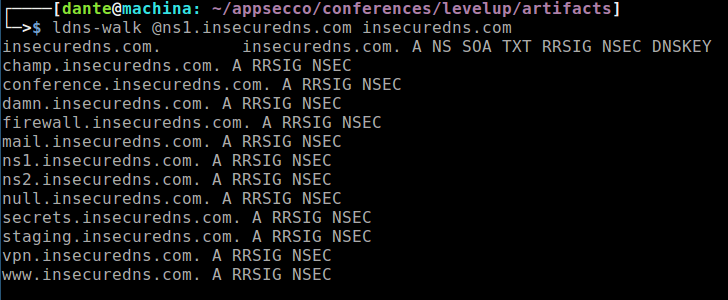 ┌────[dante@machina: ~/appsecco/conferences/levelup/artifacts]
└─>$ ldns-walk @ns1.insecuredns.com insecuredns.com
insecuredns.com. insecuredns.com. A NS SOA TXT RRSIG NSEC DNSKEY
champ.insecuredns.com. A RRSIG NSEC
conference.insecuredns.com. A RRSIG NSEC
damn.insecuredns.com. A RRSIG NSEC
firewall.insecuredns.com. A RRSIG NSEC
mail.insecuredns.com. A RRSIG NSEC
ns1.insecuredns.com. A RRSIG NSEC
ns2.insecuredns.com. A RRSIG NSEC
null.insecuredns.com. A RRSIG NSEC
secrets.insecuredns.com. A RRSIG NSEC
staging.insecuredns.com. A RRSIG NSEC
vpn.insecuredns.com. A RRSIG NSEC
www.insecuredns.com. A RRSIG NSEC